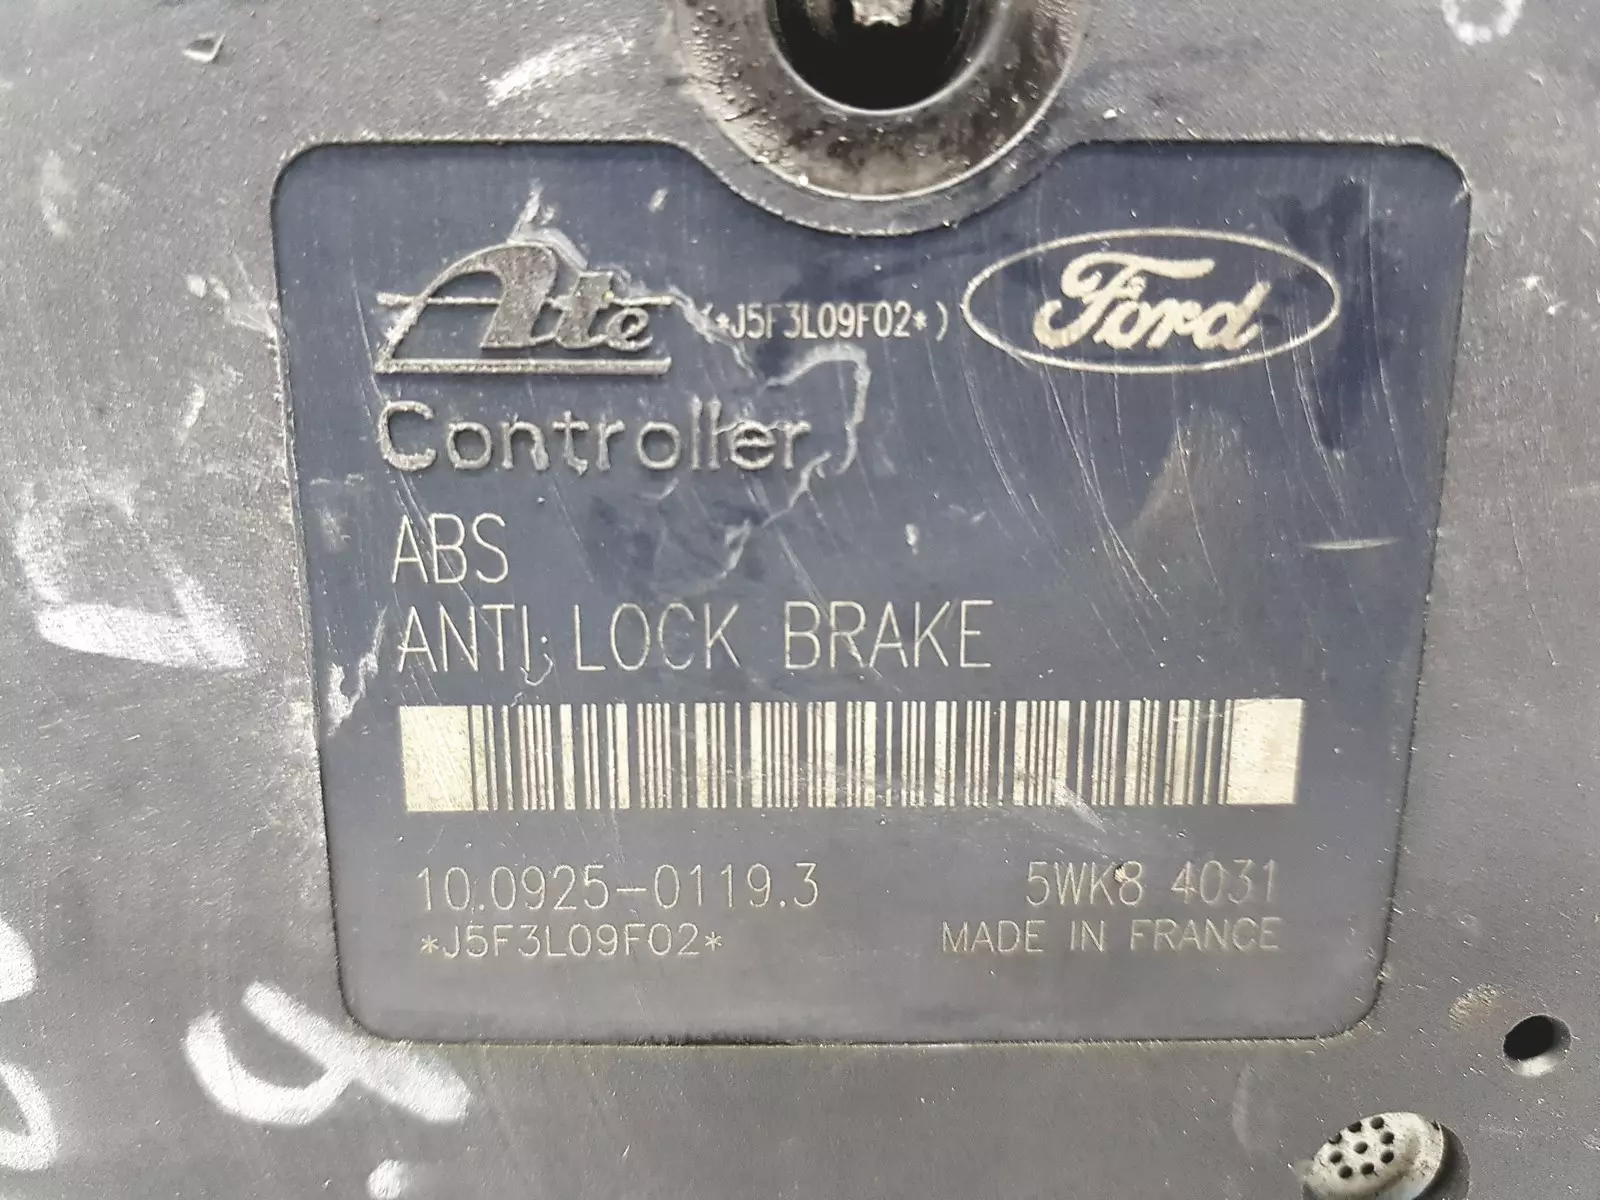 Ate (*J5F3L09F02*) Ford
Controller
ABS
ANTI LOCK BRAKE
10.0925-0119.3 5WK8 4031
*J5F3L09F02* MADE IN FRANCE